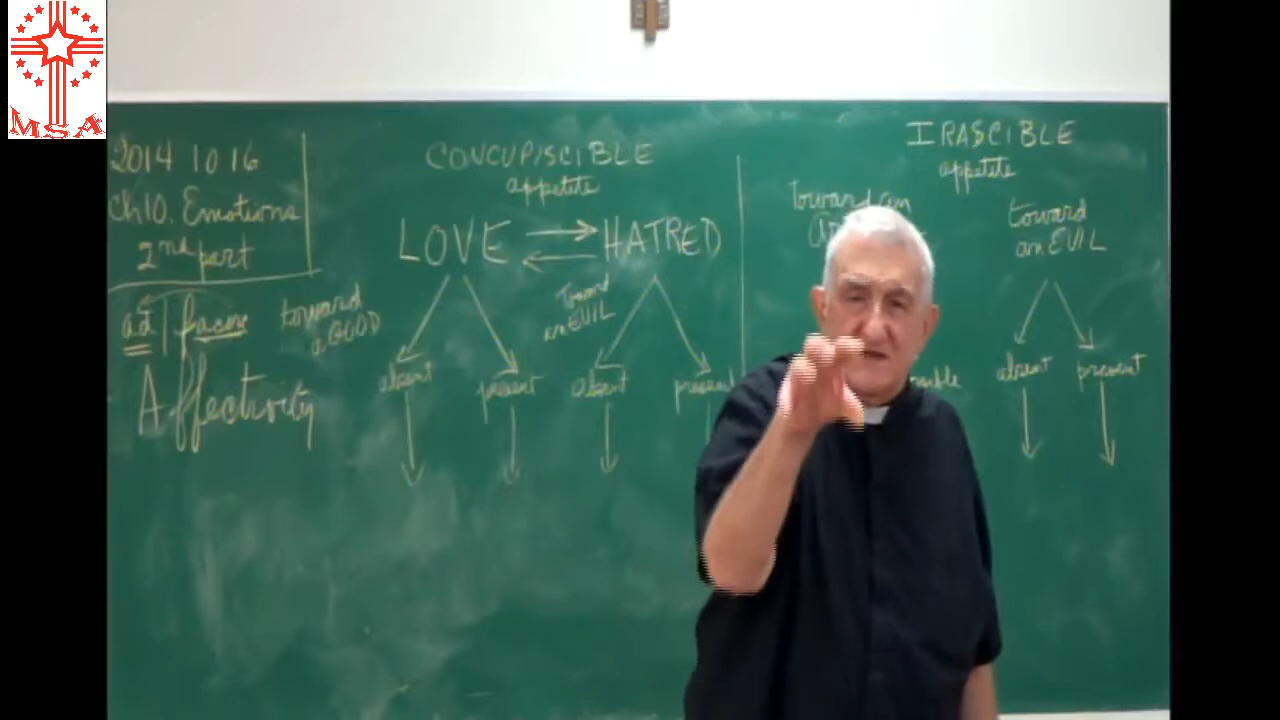 MSA
2014 10 16
Ch10. Emotions
2nd part
ad | facere
Affectivity
CONCUPISCIBLE
appetite
LOVE HATRED
toward
a GOOD
toward
an EVIL
absent present absent present
IRASCIBLE
appetite
toward an
toward
an EVIL
absent present